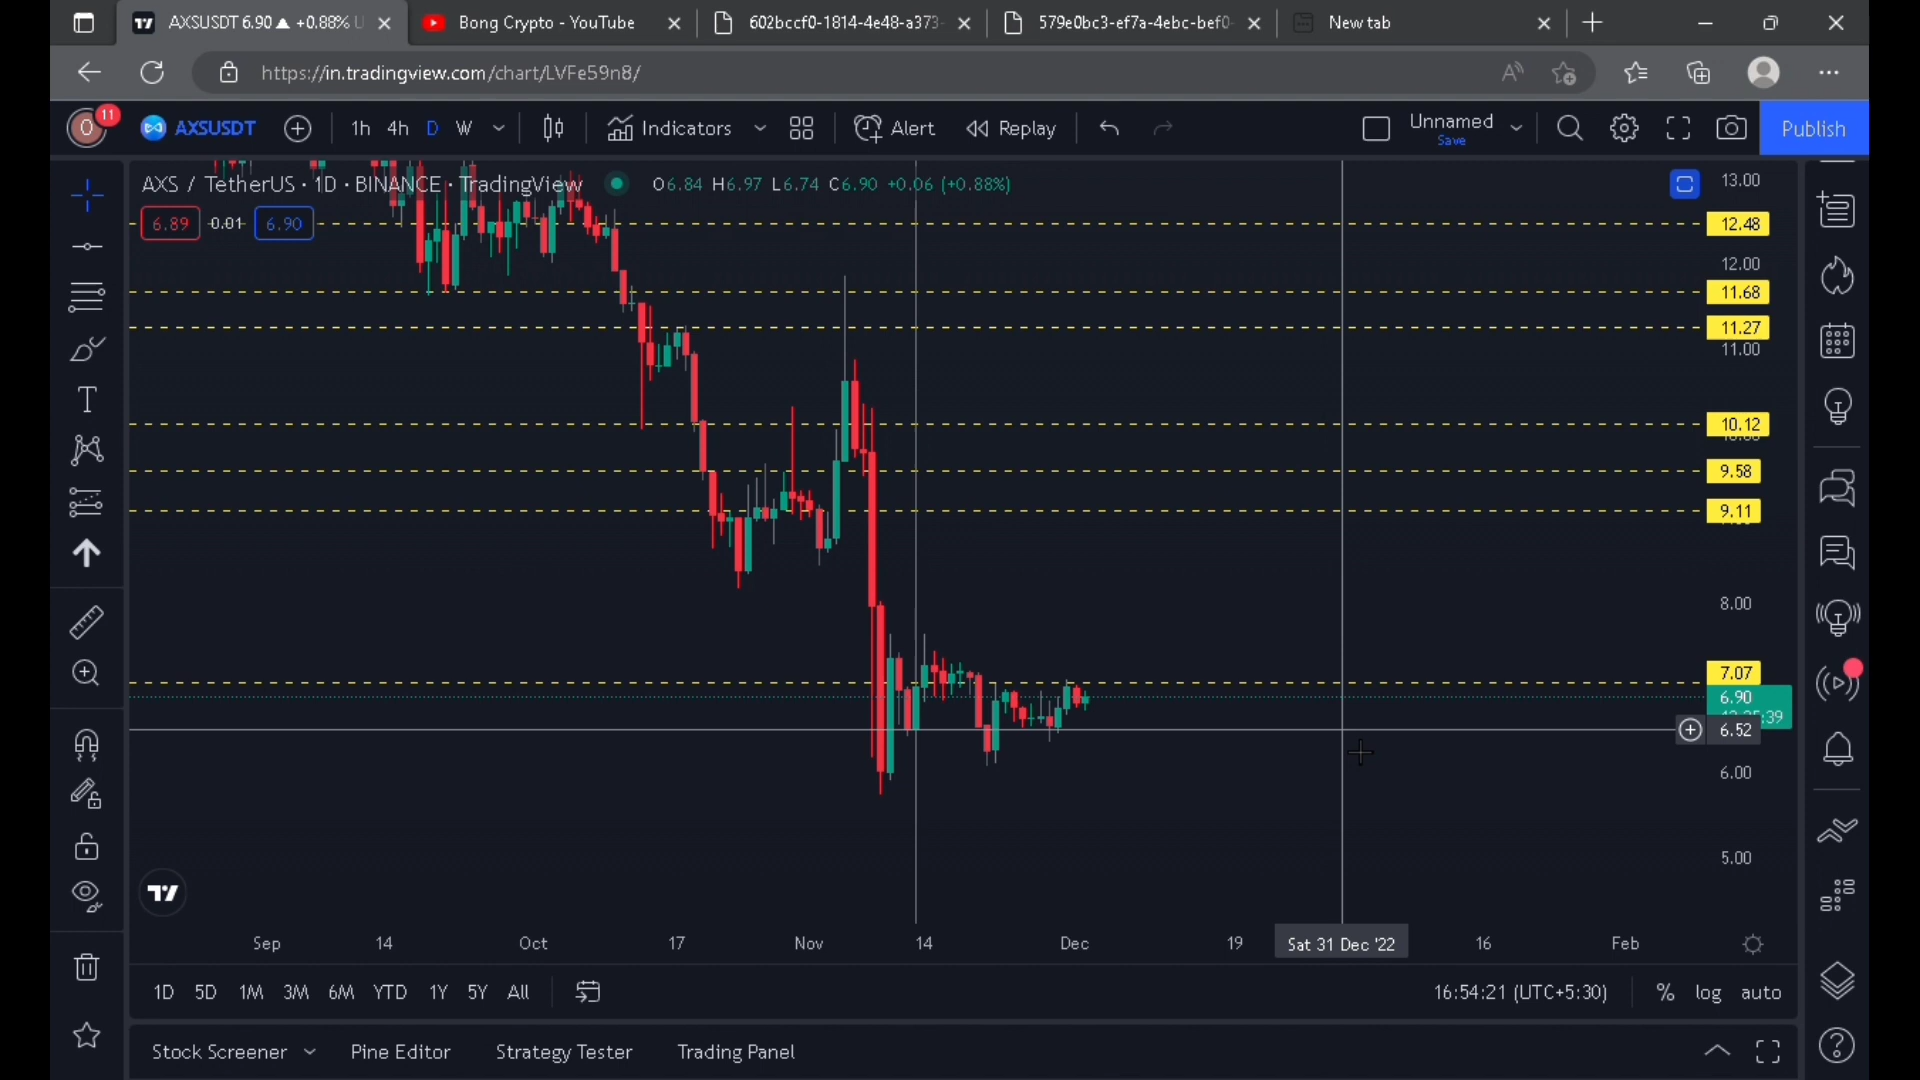 AXSUSDT 6.90 ▲ +0.88% U
Bong Crypto - YouTube
602bccf0-1814-4e48-a373-
579e0bc3-ef7a-4ebc-bef0-
New tab
https://in.tradingview.com/chart/LVFe59n8/
O 11
AXSUSDT
1h 4h D W
Indicators
Alert
Replay
Unnamed
Save
Publish
AXS / TetherUS · 1D · BINANCE · TradingView
O6.84 H6.97 L6.74 C6.90 +0.06 (+0.88%)
6.89 0.01 6.90
13.00
12.48
12.00
11.68
11.27
11.00
10.12
9.58
9.11
8.00
7.07
6.90
6.52
6.00
5.00
Sep 14 Oct 17 Nov 14 Dec 19 Sat 31 Dec '22 16 Feb
1D 5D 1M 3M 6M YTD 1Y 5Y All
16:54:21 (UTC+5:30) % log auto
Stock Screener Pine Editor Strategy Tester Trading Panel